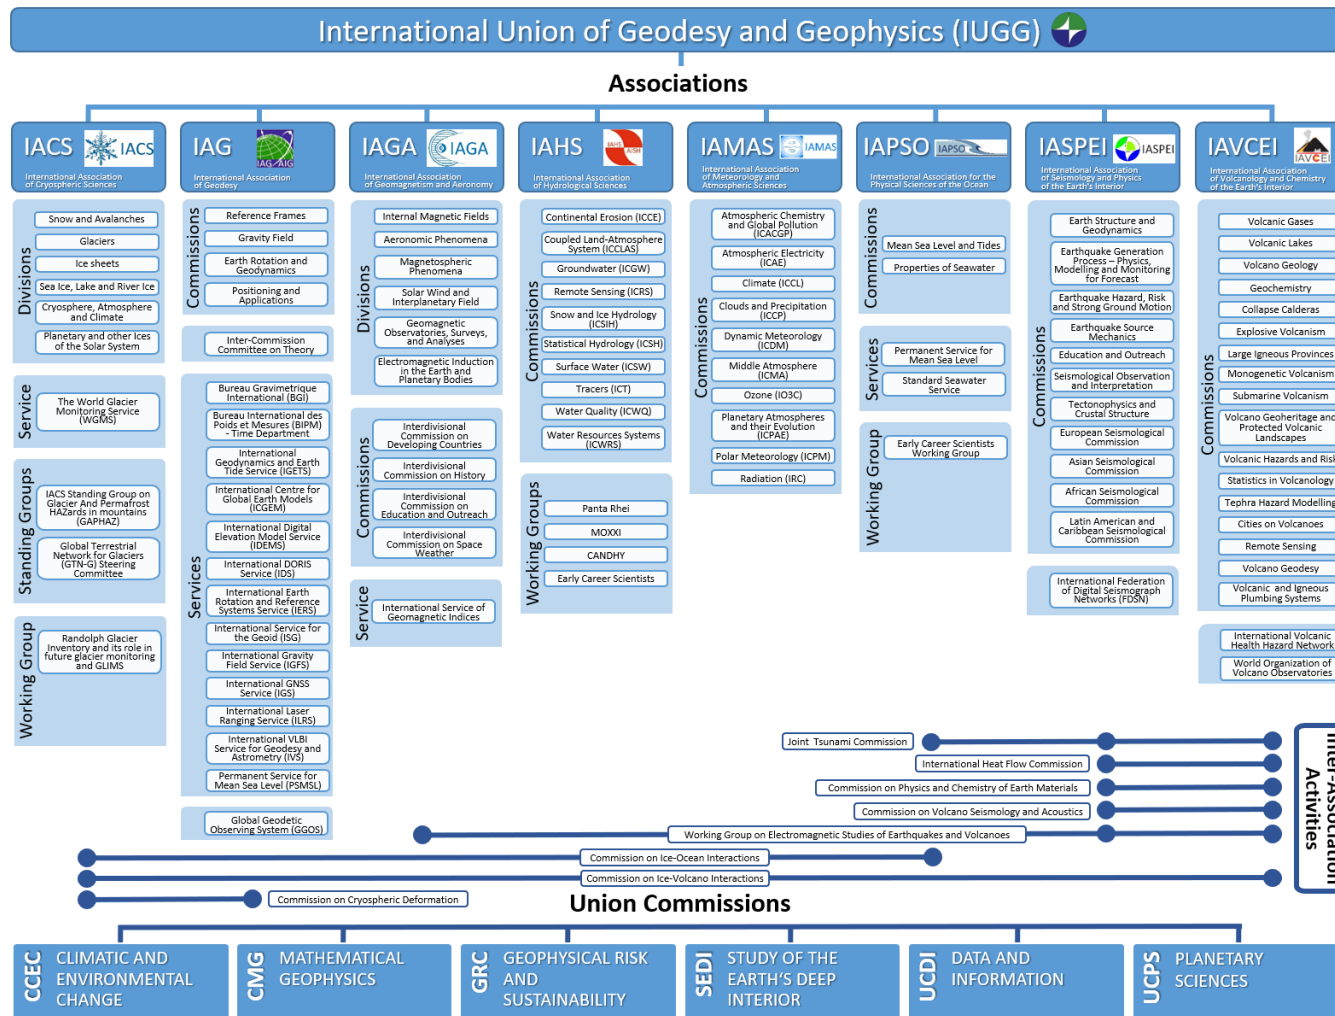 International Union of Geodesy and Geophysics (IUGG)
Associations
IACS
IACS
International Association
of Cryospheric Sciences
Divisions
Snow and Avalanches
Glaciers
Ice sheets
Sea Ice, Lake and River Ice
Cryosphere, Atmosphere
and Climate
Planetary and other Ices
of the Solar System
Service
The World Glacier
Monitoring Service
(WGMS)
Standing Groups
IACS Standing Group on
Glacier And Permafrost
HAZards in mountains
(GAPHAZ)
Global Terrestrial
Network for Glaciers
(GTN-G) Steering
Committee
Working Group
Randolph Glacier
Inventory and its role in
future glacier monitoring
and GLIMS
IAG
IAG AIG
International Association
of Geodesy
Commissions
Reference Frames
Gravity Field
Earth Rotation and
Geodynamics
Positioning and
Applications
Inter-Commission
Committee on Theory
Services
Bureau Gravimetrique
International (BGI)
Bureau International des
Poids et Mesures (BIPM)
- Time Department
International
Geodynamics and Earth
Tide Service (IGETS)
International Centre for
Global Earth Models
(ICGEM)
International Digital
Elevation Model Service
(IDEMS)
International DORIS
Service (IDS)
International Earth
Rotation and Reference
Systems Service (IERS)
International Service for
the Geoid (ISG)
International Gravity
Field Service (IGFS)
International GNSS
Service (IGS)
International Laser
Ranging Service (ILRS)
International VLBI
Service for Geodesy and
Astrometry (IVS)
Permanent Service for
Mean Sea Level (PSMSL)
Global Geodetic
Observing System (GGOS)
IAGA
IAGA
International Association
of Geomagnetism and Aeronomy
Divisions
Internal Magnetic Fields
Aeronomic Phenomena
Magnetospheric
Phenomena
Solar Wind and
Interplanetary Field
Geomagnetic
Observatories, Surveys,
and Analyses
Electromagnetic Induction
in the Earth and
Planetary Bodies
Commissions
Interdivisional
Commission on
Developing Countries
Interdivisional
Commission on History
Interdivisional
Commission on
Education and Outreach
Interdivisional
Commission on Space
Weather
Service
International Service of
Geomagnetic Indices
IAHS
IAHS
AISH
International Association
of Hydrological Sciences
Commissions
Continental Erosion (ICCE)
Coupled Land-Atmosphere
System (ICCLAS)
Groundwater (ICGW)
Remote Sensing (ICRS)
Snow and Ice Hydrology
(ICSIH)
Statistical Hydrology (ICSH)
Surface Water (ICSW)
Tracers (ICT)
Water Quality (ICWQ)
Water Resources Systems
(ICWRS)
Working Groups
Panta Rhei
MOXXI
CANDHY
Early Career Scientists
IAMAS
IAMAS
International Association
of Meteorology and
Atmospheric Sciences
Commissions
Atmospheric Chemistry
and Global Pollution
(ICACGP)
Atmospheric Electricity
(ICAE)
Climate (ICCL)
Clouds and Precipitation
(ICCP)
Dynamic Meteorology
(ICDM)
Middle Atmosphere
(ICMA)
Ozone (IO3C)
Planetary Atmospheres
and their Evolution
(ICPAE)
Polar Meteorology (ICPM)
Radiation (IRC)
IAPSO
IAPSO
International Association for the
Physical Sciences of the Ocean
Commissions
Mean Sea Level and Tides
Properties of Seawater
Services
Permanent Service for
Mean Sea Level
Standard Seawater
Service
Working Group
Early Career Scientists
Working Group
IASPEI
IASPEI
International Association
of Seismology and Physics
of the Earth's Interior
Commissions
Earth Structure and
Geodynamics
Earthquake Generation
Process – Physics,
Modelling and Monitoring
for Forecast
Earthquake Hazard, Risk
and Strong Ground Motion
Earthquake Source
Mechanics
Education and Outreach
Seismological Observation
and Interpretation
Tectonophysics and
Crustal Structure
European Seismological
Commission
Asian Seismological
Commission
African Seismological
Commission
Latin American and
Caribbean Seismological
Commission
International Federation
of Digital Seismograph
Networks (FDSN)
IAVCEI
IAVCEI
International Association
of Volcanology and Chemistry
of the Earth's Interior
Commissions
Volcanic Gases
Volcanic Lakes
Volcano Geology
Geochemistry
Collapse Calderas
Explosive Volcanism
Large Igneous Provinces
Monogenetic Volcanism
Submarine Volcanism
Volcano Geoheritage and
Protected Volcanic
Landscapes
Volcanic Hazards and Risk
Statistics in Volcanology
Tephra Hazard Modelling
Cities on Volcanoes
Remote Sensing
Volcano Geodesy
Volcanic and Igneous
Plumbing Systems
International Volcanic
Health Hazard Network
World Organization of
Volcano Observatories
Inter-Association
Activities
Joint Tsunami Commission
International Heat Flow Commission
Commission on Physics and Chemistry of Earth Materials
Commission on Volcano Seismology and Acoustics
Working Group on Electromagnetic Studies of Earthquakes and Volcanoes
Commission on Ice-Ocean Interactions
Commission on Ice-Volcano Interactions
Commission on Cryospheric Deformation
Union Commissions
CCEC
CLIMATIC AND
ENVIRONMENTAL
CHANGE
CMG
MATHEMATICAL
GEOPHYSICS
GRC
GEOPHYSICAL RISK
AND
SUSTAINABILITY
SEDI
STUDY OF THE
EARTH'S DEEP
INTERIOR
UCDI
DATA AND
INFORMATION
UCPS
PLANETARY
SCIENCES